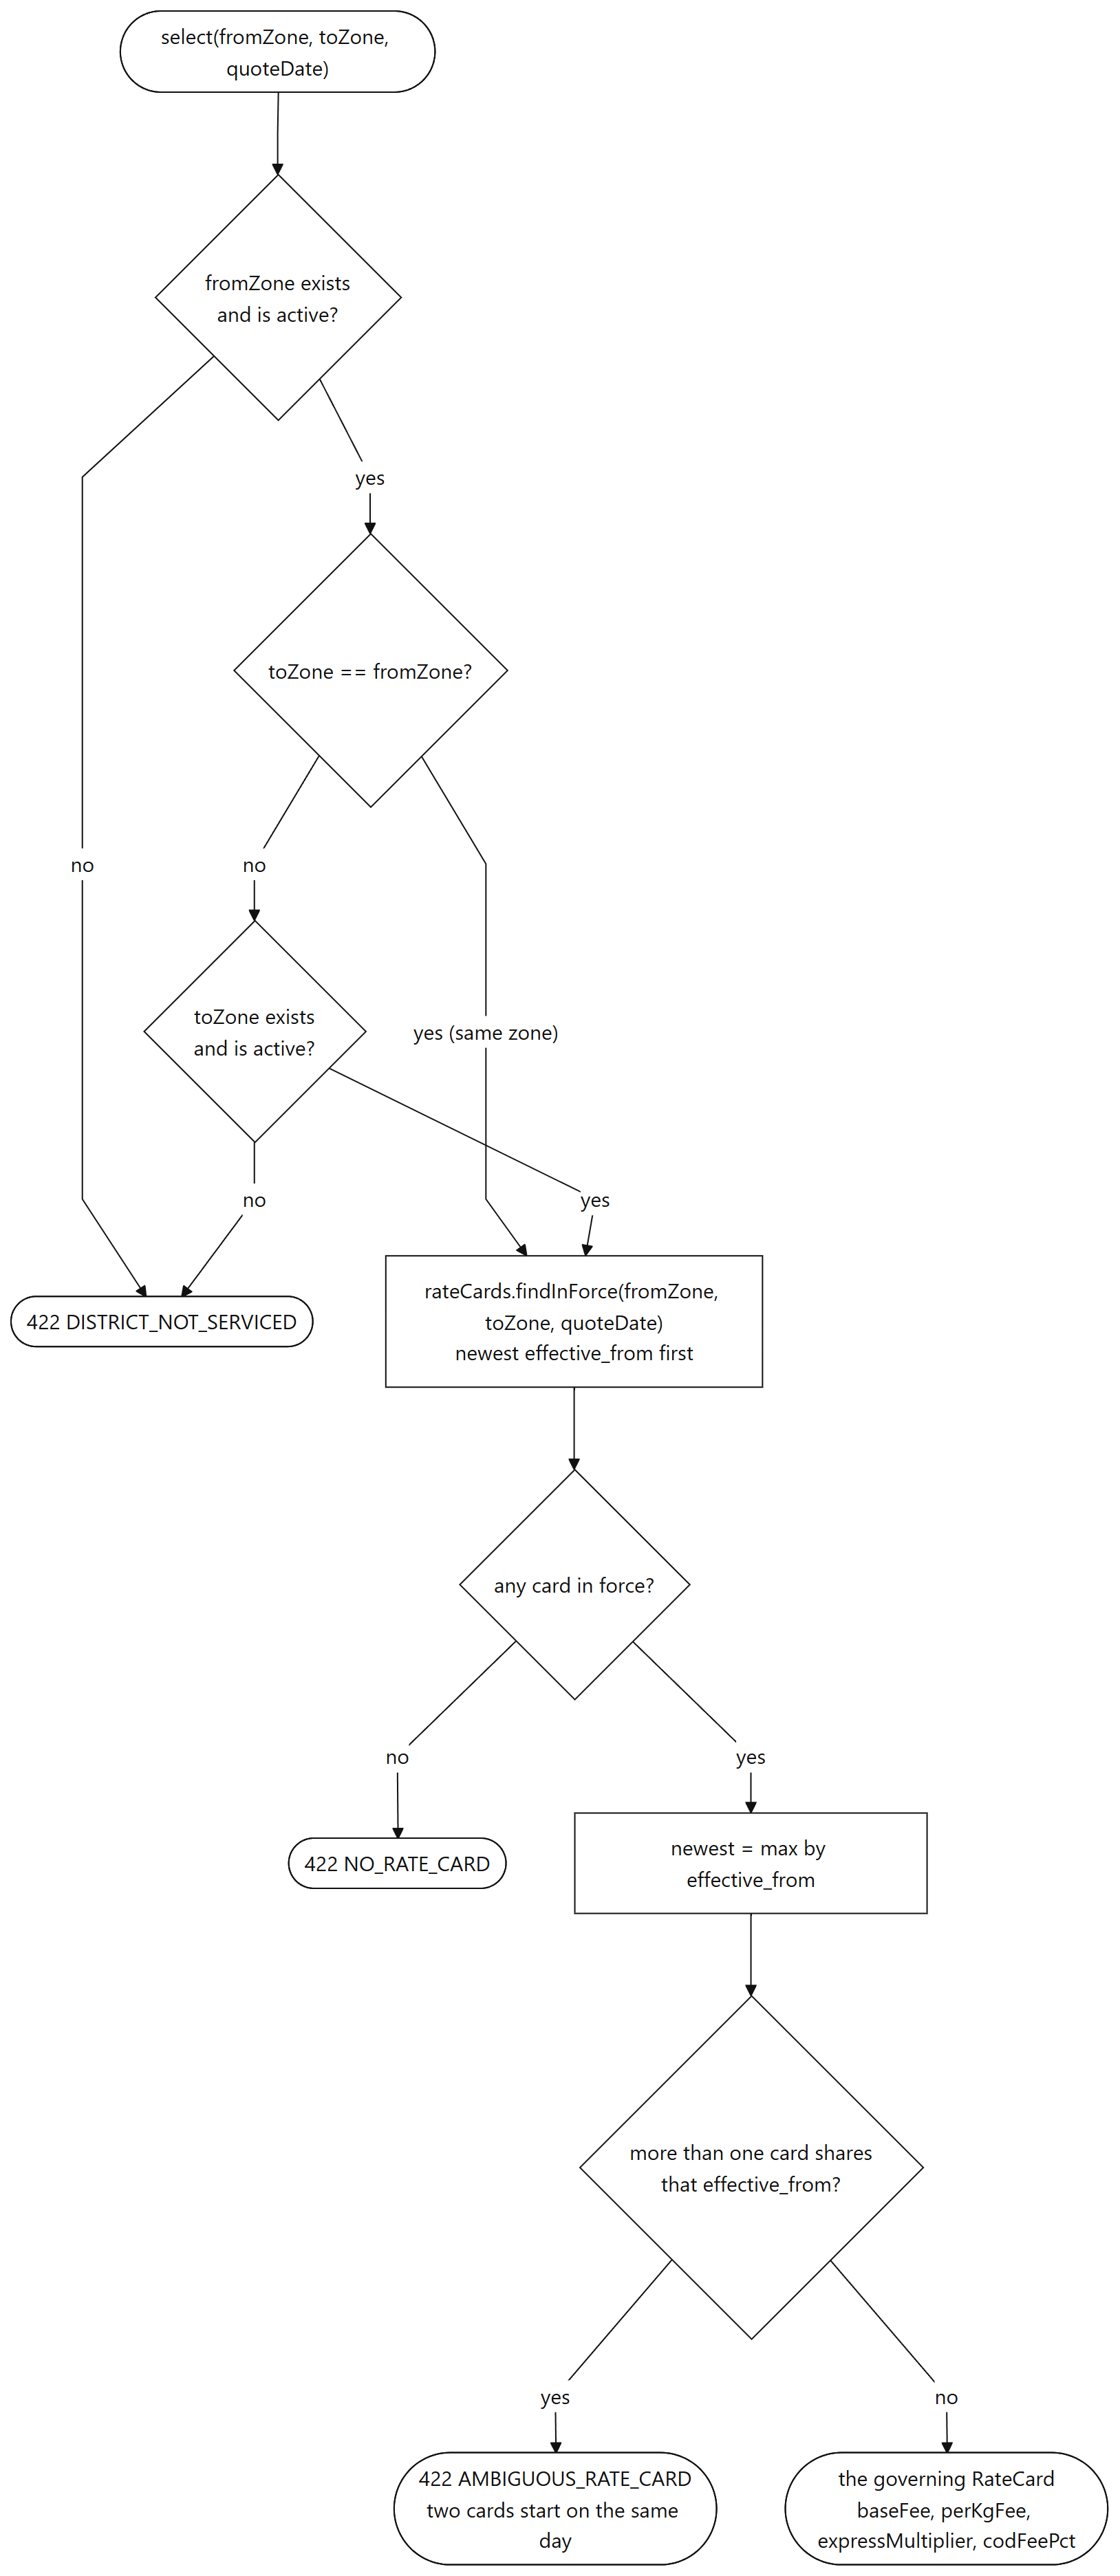 select(fromZone, toZone,
quoteDate)
fromZone exists
and is active?
yes
toZone == fromZone?
no
no
toZone exists
and is active?
yes (same zone)
no
yes
422 DISTRICT_NOT_SERVICED
rateCards.findInForce(fromZone,
toZone, quoteDate)
newest effective_from first
any card in force?
no
yes
422 NO_RATE_CARD
newest = max by
effective_from
more than one card shares
that effective_from?
yes
no
422 AMBIGUOUS_RATE_CARD
two cards start on the same
day
the governing RateCard
baseFee, perKgFee,
expressMultiplier, codFeePct